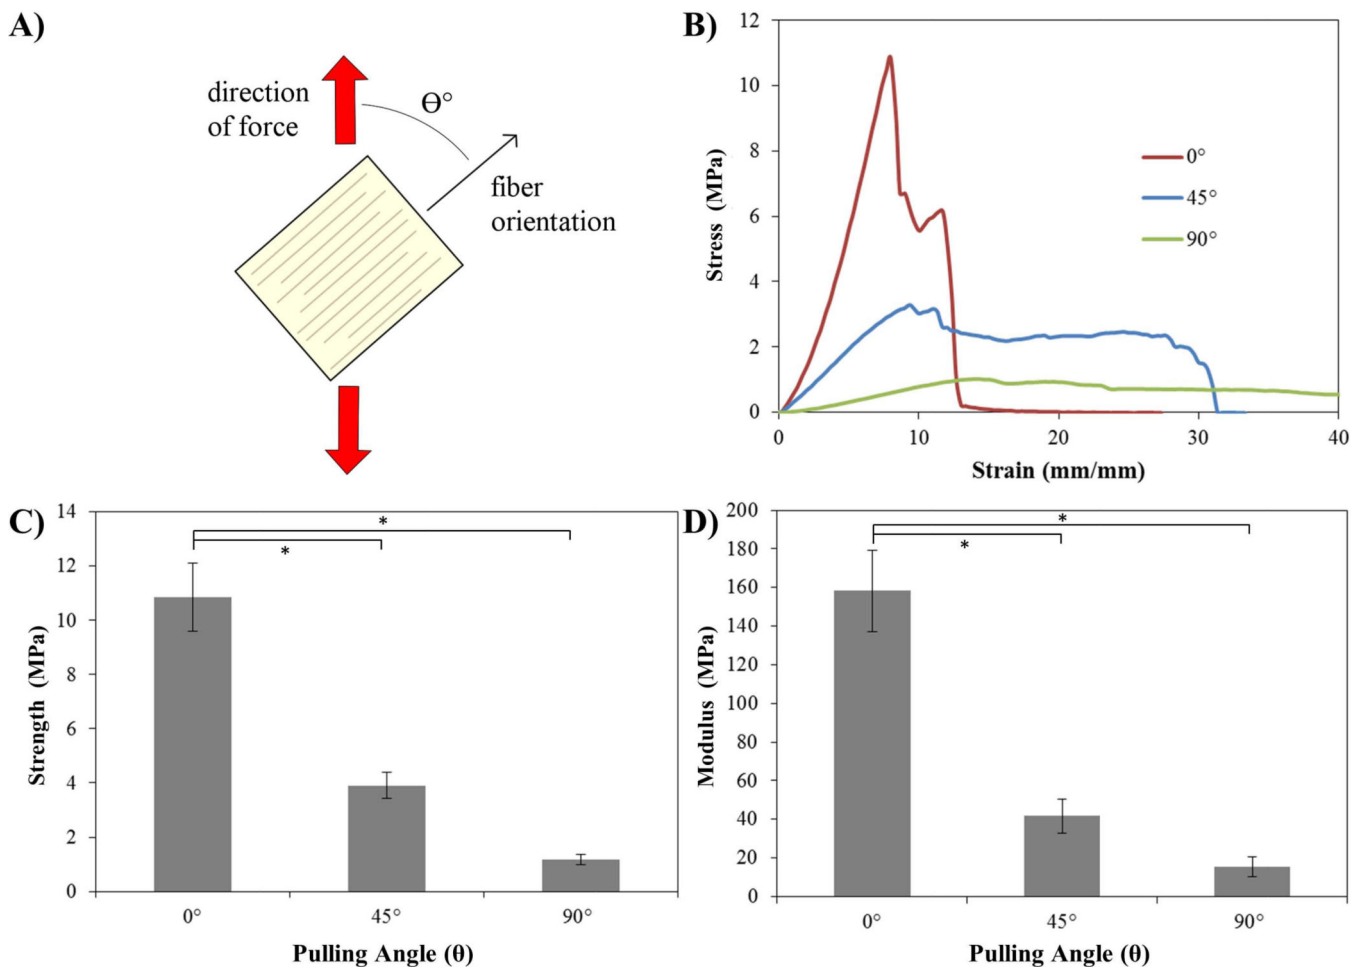 A)
direction
of force
Ө°
fiber
orientation
B)
12
10
8
6
4
2
0
Stress (MPa)
0°
45°
90°
0 10 20 30 40
Strain (mm/mm)
C)
14
12
10
8
6
4
2
0
Strength (MPa)
*
*
0° 45° 90°
Pulling Angle (θ)
D)
200
180
160
140
120
100
80
60
40
20
0
Modulus (MPa)
*
*
0° 45° 90°
Pulling Angle (θ)